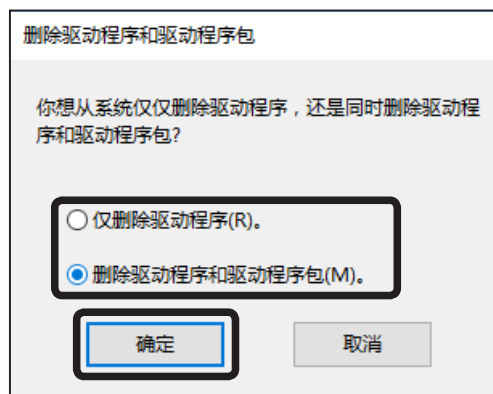 删除驱动程序和驱动程序包
你想从系统仅仅删除驱动程序，还是同时删除驱动程
序和驱动程序包?
仅删除驱动程序(R)。
删除驱动程序和驱动程序包(M)。
确定 取消